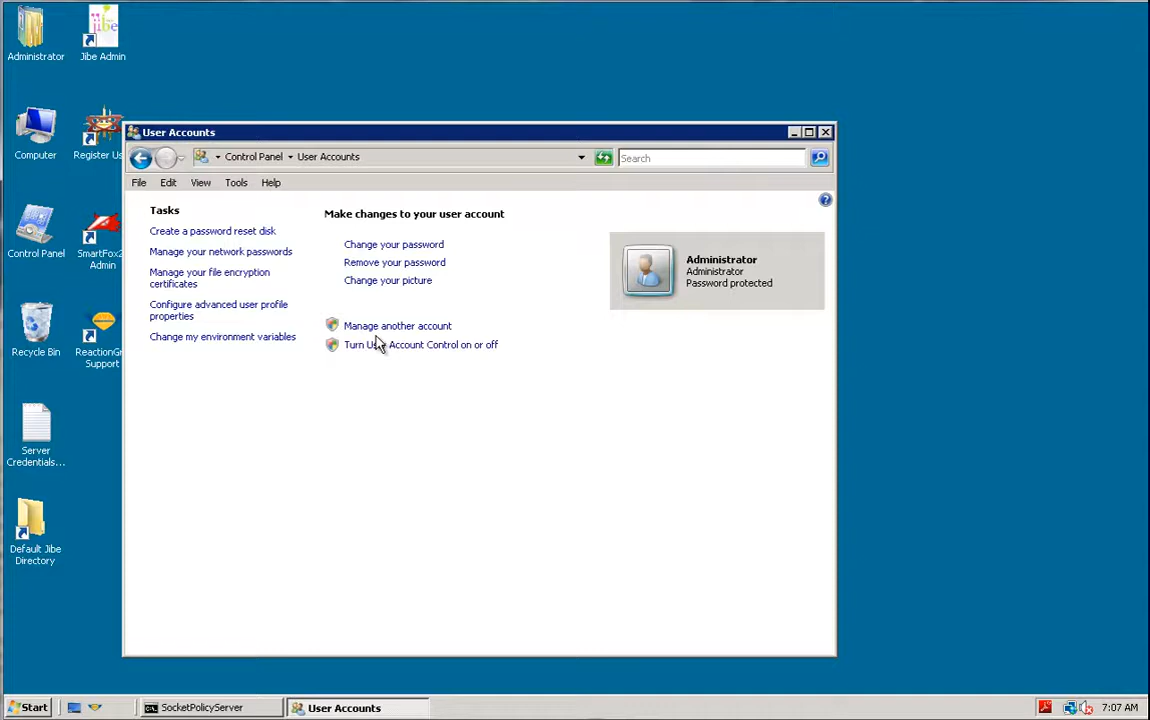 Administrator
Jibe Admin
Computer
Register Us
Control Panel
SmartFox2
Admin
Recycle Bin
ReactionGr
Support
Server
Credentials...
Default Jibe
Directory
User Accounts
Control Panel
User Accounts
Search
File
Edit
View
Tools
Help
Tasks
Create a password reset disk
Manage your network passwords
Manage your file encryption
certificates
Configure advanced user profile
properties
Change my environment variables
Make changes to your user account
Change your password
Remove your password
Change your picture
Manage another account
Turn User Account Control on or off
Administrator
Administrator
Password protected
Start
SocketPolicyServer
User Accounts
7:07 AM